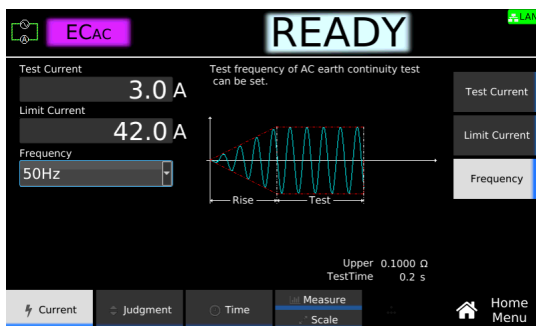 ECAC
READY
LAN
Test Current
3.0 A
Limit Current
42.0 A
Frequency
50Hz
Test frequency of AC earth continuity test
can be set.
Rise
Test
Upper 0.1000 Ω
TestTime 0.2 s
Test Current
Limit Current
Frequency
Current
Judgment
Time
Measure
Scale
Home
Menu